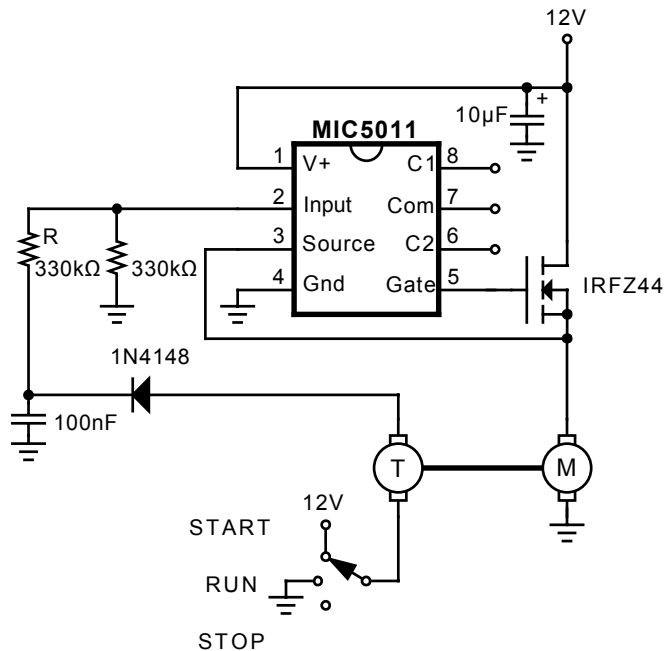 12V
10µF +
MIC5011
1 V+ C1 8
2 Input Com 7
3 Source C2 6
4 Gnd Gate 5
R
330kΩ
330kΩ
IRFZ44
1N4148
100nF
T
M
12V
START
RUN
STOP